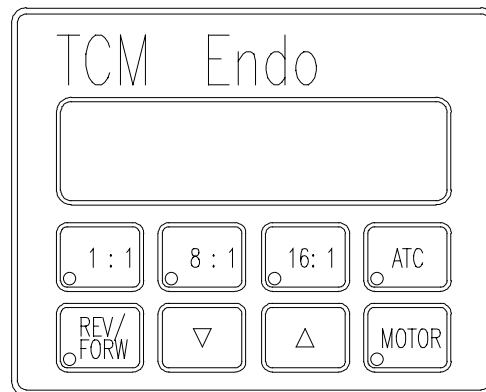 TCM Endo
1 : 1 8 : 1 16: 1 ATC
REV/
FORW ▽ △ MOTOR